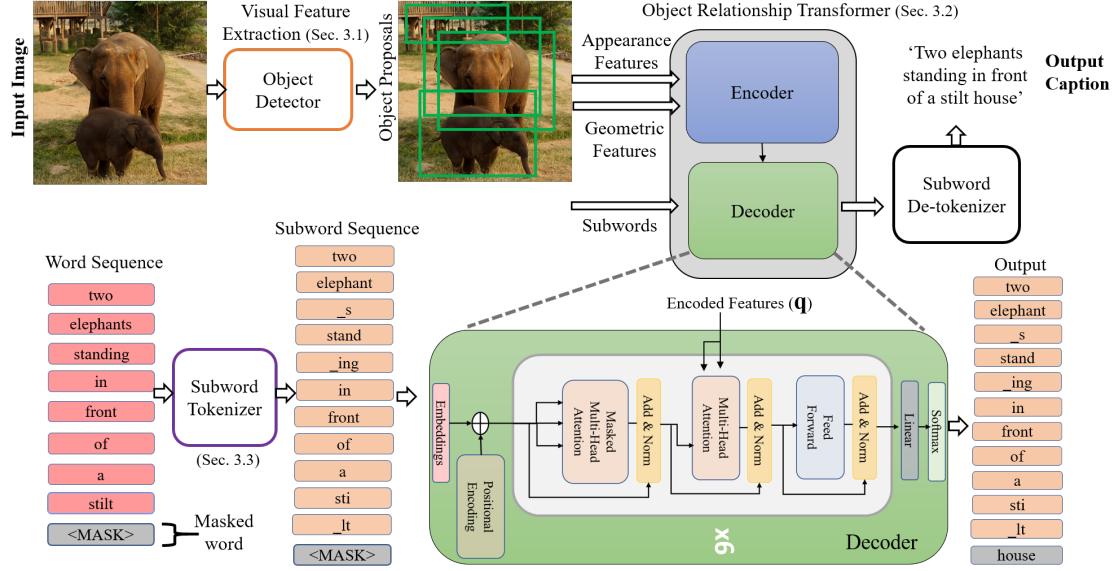 Input Image
Visual Feature
Extraction (Sec. 3.1)
Object
Detector
Object Proposals
Object Relationship Transformer (Sec. 3.2)
Appearance
Features
Geometric
Features
Subwords
Encoder
Decoder
'Two elephants
standing in front
of a stilt house'
Output
Caption
Subword
De-tokenizer
Word Sequence
two
elephants
standing
in
front
of
a
stilt
<MASK>
Masked
word
Subword
Tokenizer
(Sec. 3.3)
Subword Sequence
two
elephant
_s
stand
_ing
in
front
of
a
sti
_lt
<MASK>
Encoded Features (q)
Embeddings
Positional
Encoding
Masked
Multi-Head
Attention
Add & Norm
Multi-Head
Attention
Add & Norm
Feed
Forward
Add & Norm
Linear
Softmax
x6
Decoder
Output
two
elephant
_s
stand
_ing
in
front
of
a
sti
_lt
house